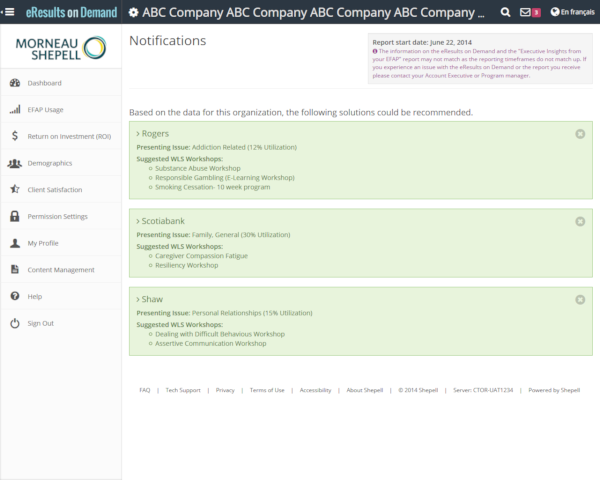 eResults on Demand
ABC Company ABC Company ABC Company ABC Company ...
3
En français
MORNEAU
SHEPELL
Dashboard
EFAP Usage
Return on Investment (ROI)
Demographics
Client Satisfaction
Permission Settings
My Profile
Content Management
Help
Sign Out
Notifications
Report start date: June 22, 2014
The information on the eResults on Demand and the "Executive Insights from
your EFAP" report may not match as the reporting timeframes do not match up. If
you experience an issue with the eResults on Demand or the report you receive
please contact your Account Executive or Program manager.
Based on the data for this organization, the following solutions could be recommended.
Rogers
Presenting Issue: Addiction Related (12% Utilization)
Suggested WLS Workshops:
Substance Abuse Workshop
Responsible Gambling (E-Learning Workshop)
Smoking Cessation- 10 week program
Scotiabank
Presenting Issue: Family, General (30% Utilization)
Suggested WLS Workshops:
Caregiver Compassion Fatigue
Resiliency Workshop
Shaw
Presenting Issue: Personal Relationships (15% Utilization)
Suggested WLS Workshops:
Dealing with Difficult Behavious Workshop
Assertive Communication Workshop
FAQ | Tech Support | Privacy | Terms of Use | Accessibility | About Shepell | © 2014 Shepell | Server: CTOR-UAT1234 | Powered by Shepell